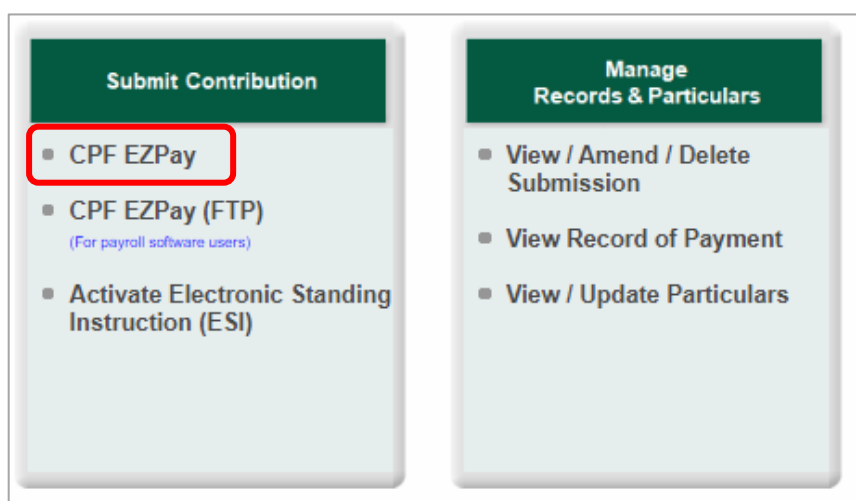 Submit Contribution
CPF EZPay
CPF EZPay (FTP)
(For payroll software users)
Activate Electronic Standing
Instruction (ESI)
Manage
Records & Particulars
View / Amend / Delete
Submission
View Record of Payment
View / Update Particulars